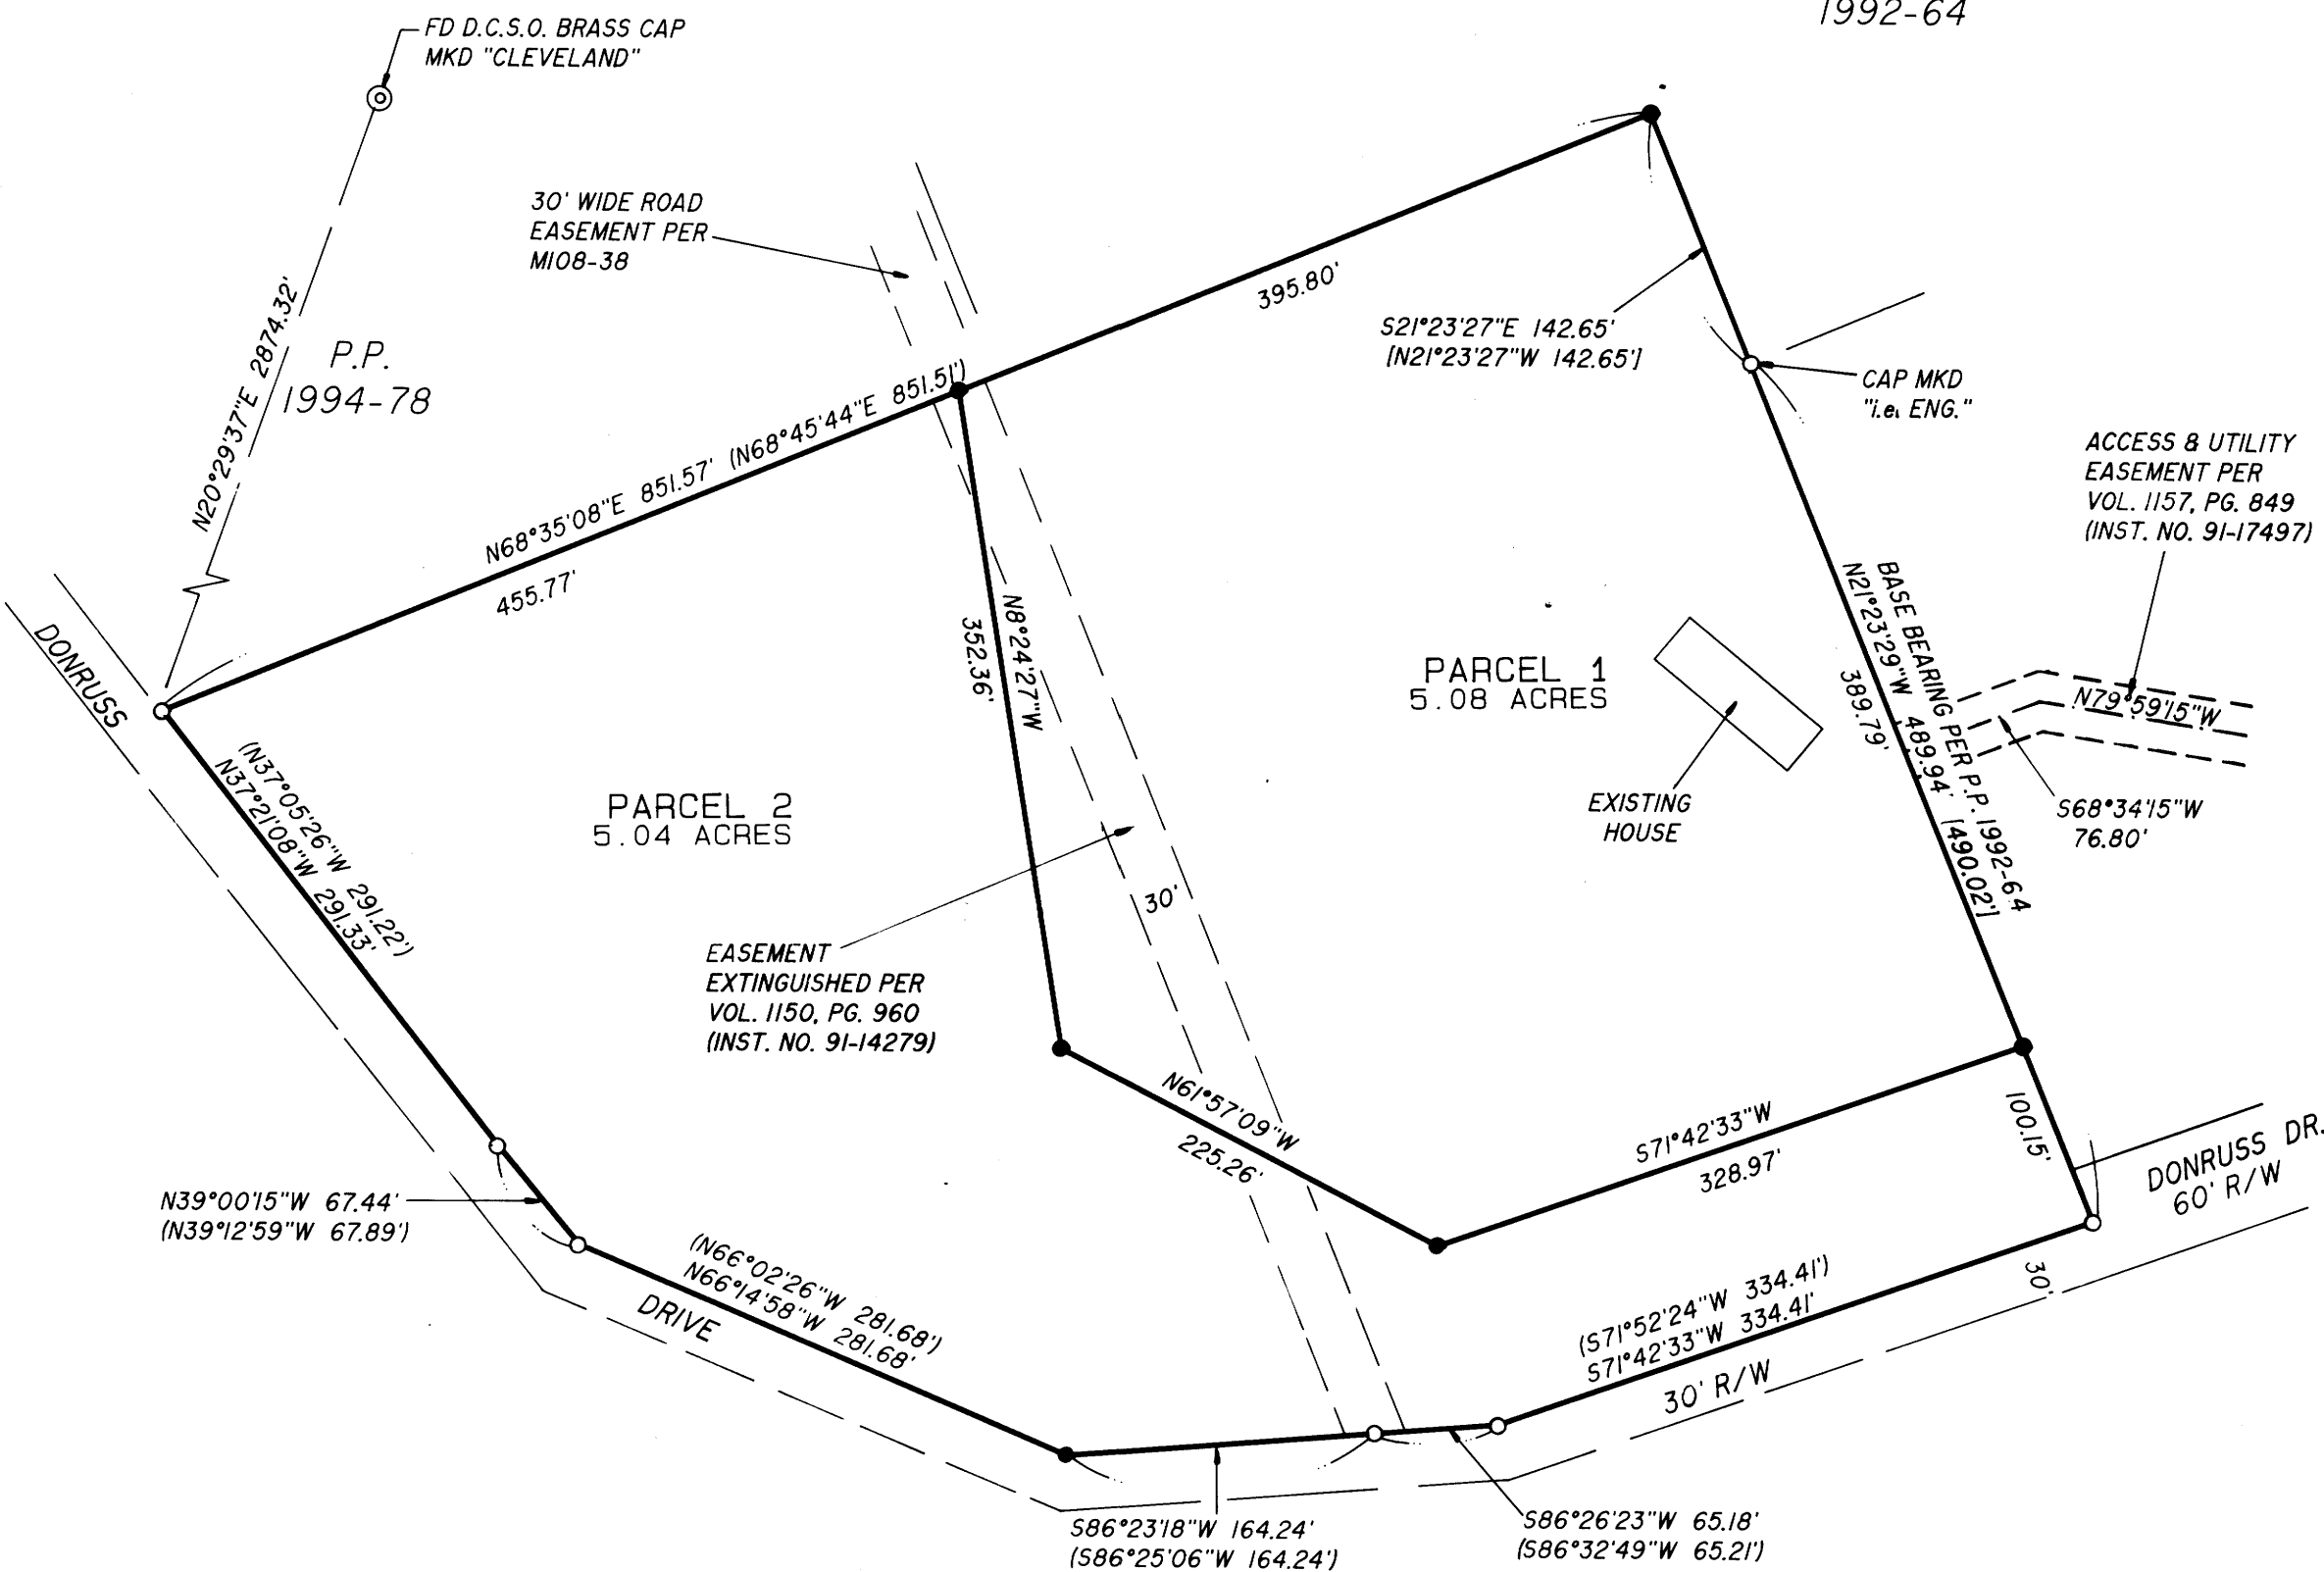 1992-64
FD D.C.S.O. BRASS CAP
MKD "CLEVELAND"
30' WIDE ROAD
EASEMENT PER
M108-38
N20°29'37"E 2874.32'
P.P.
1994-78
395.80'
S21°23'27"E 142.65'
[N21°23'27"W 142.65']
CAP MKD
"i.e. ENG."
ACCESS & UTILITY
EASEMENT PER
VOL. 1157, PG. 849
(INST. NO. 91-17497)
N68°35'08"E 851.57' (N68°45'44"E 851.51')
455.77'
DONRUSS
N8°24'27"W
352.36'
PARCEL 1
5.08 ACRES
BASE BEARING PER P.P. 1992-64
N21°23'29"W 489.94' [490.02']
389.79'
N79°59'15"W
S68°34'15"W
76.80'
EXISTING
HOUSE
PARCEL 2
5.04 ACRES
(N37°05'26"W 291.22')
N37°21'08"W 291.33'
30'
EASEMENT
EXTINGUISHED PER
VOL. 1150, PG. 960
(INST. NO. 91-14279)
N61°57'09"W
225.26'
S71°42'33"W
328.97'
100.15'
DONRUSS DR.
60' R/W
N39°00'15"W 67.44'
(N39°12'59"W 67.89')
(N66°02'26"W 281.68')
N66°14'58"W 281.68'
DRIVE
(S71°52'24"W 334.41')
S71°42'33"W 334.41'
30'
30' R/W
S86°23'18"W 164.24'
(S86°25'06"W 164.24')
S86°26'23"W 65.18'
(S86°32'49"W 65.21')